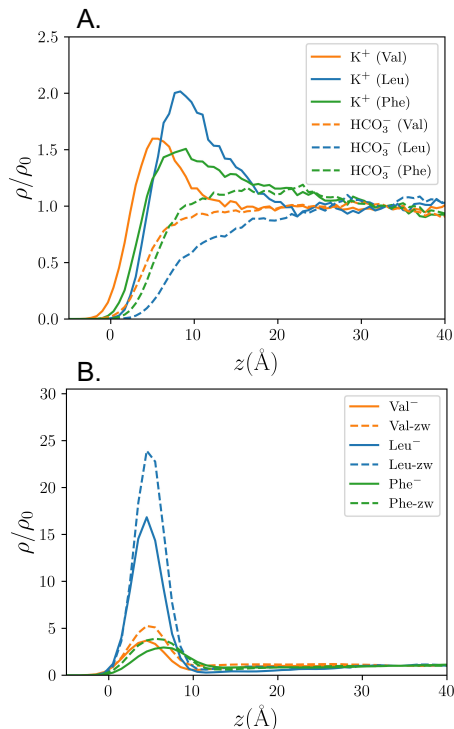 A.
2.5
2.0
1.5
1.0
0.5
0.0
ρ/ρ₀
K⁺ (Val)
K⁺ (Leu)
K⁺ (Phe)
HCO₃⁻ (Val)
HCO₃⁻ (Leu)
HCO₃⁻ (Phe)
0 10 20 30 40
z(Å)
B.
30
25
20
15
10
5
0
ρ/ρ₀
Val⁻
Val-zw
Leu⁻
Leu-zw
Phe⁻
Phe-zw
0 10 20 30 40
z(Å)